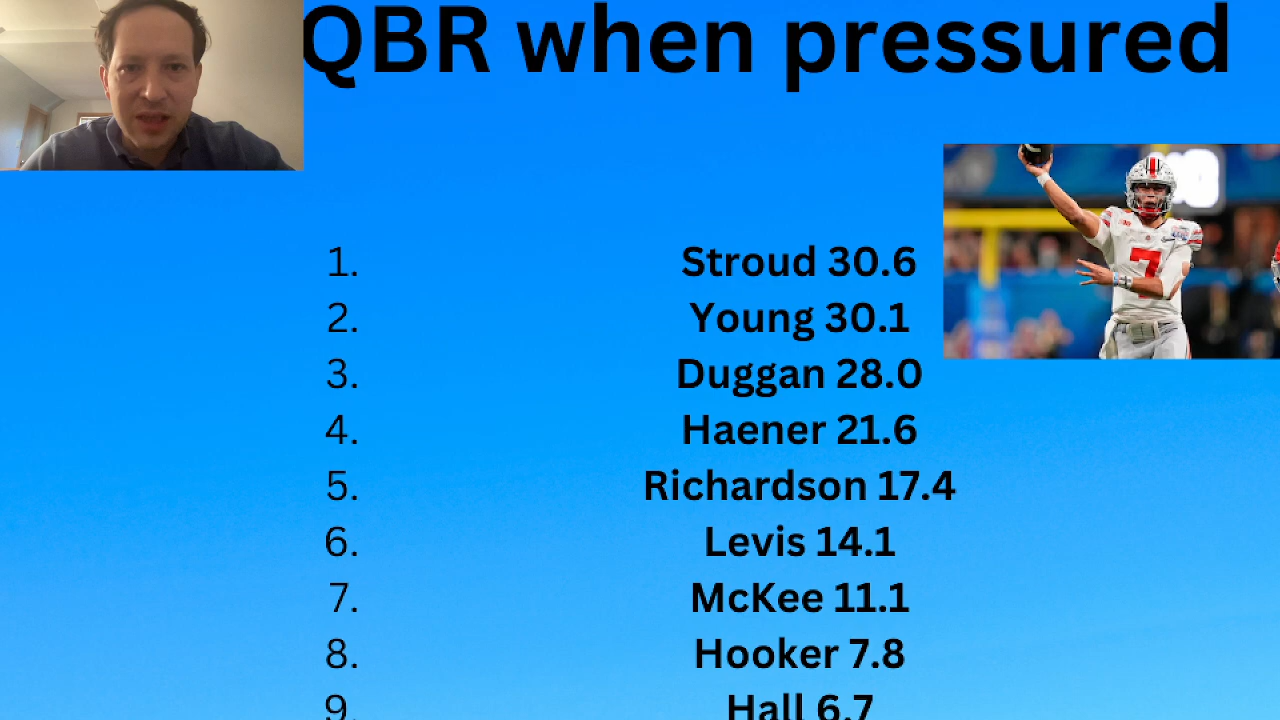 QBR when pressured
1. Stroud 30.6
2. Young 30.1
3. Duggan 28.0
4. Haener 21.6
5. Richardson 17.4
6. Levis 14.1
7. McKee 11.1
8. Hooker 7.8
9. Hall 6.7
7